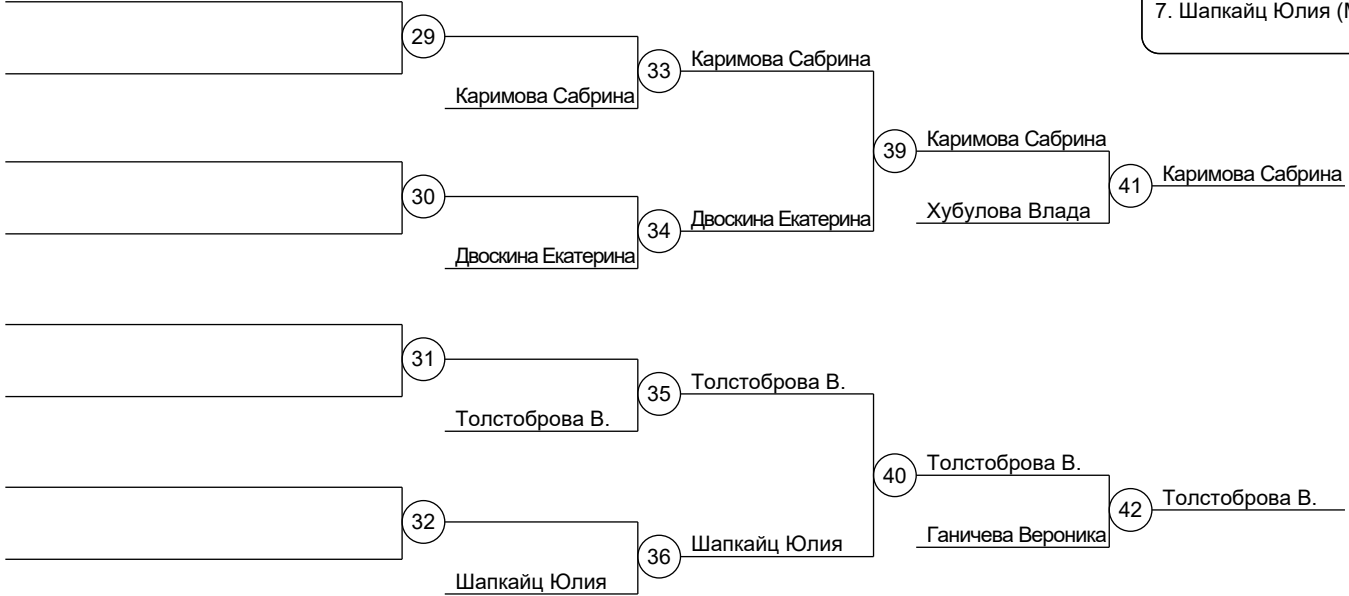 7. Шапкайц Юлия (
29
33
Каримова Сабрина
Каримова Сабрина
39
Каримова Сабрина
41
Каримова Сабрина
30
34
Двоскина Екатерина
Хубулова Влада
Двоскина Екатерина
31
35
Толстоброва В.
Толстоброва В.
40
Толстоброва В.
42
Толстоброва В.
32
36
Шапкайц Юлия
Ганичева Вероника
Шапкайц Юлия